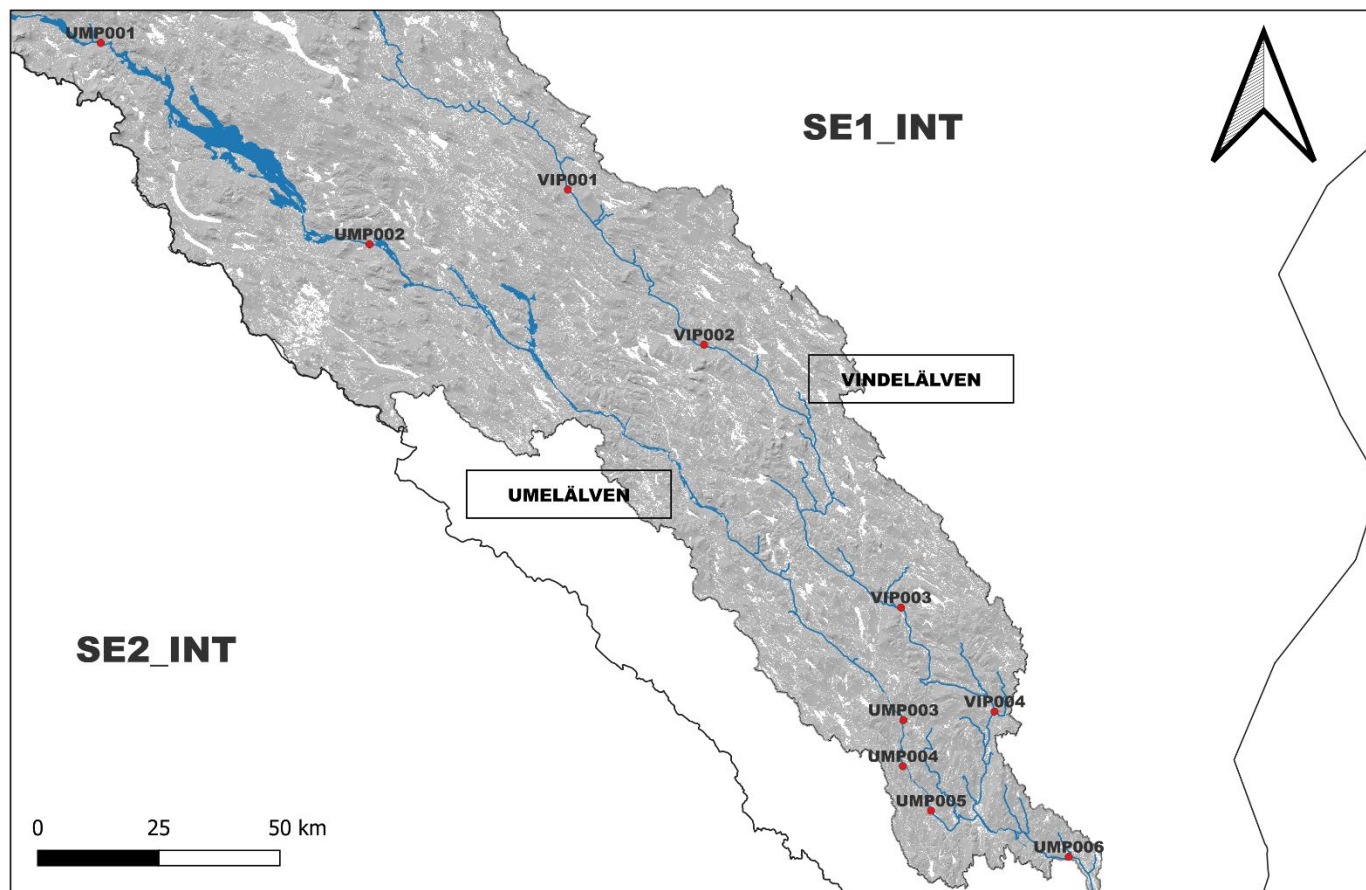 UMP001
SE1_INT
VIP001
UMP002
VIP002
VINDELÄLVEN
UMELÄLVEN
VIP003
SE2_INT
VIP004
UMP003
UMP004
UMP005
0 25 50 km
UMP006